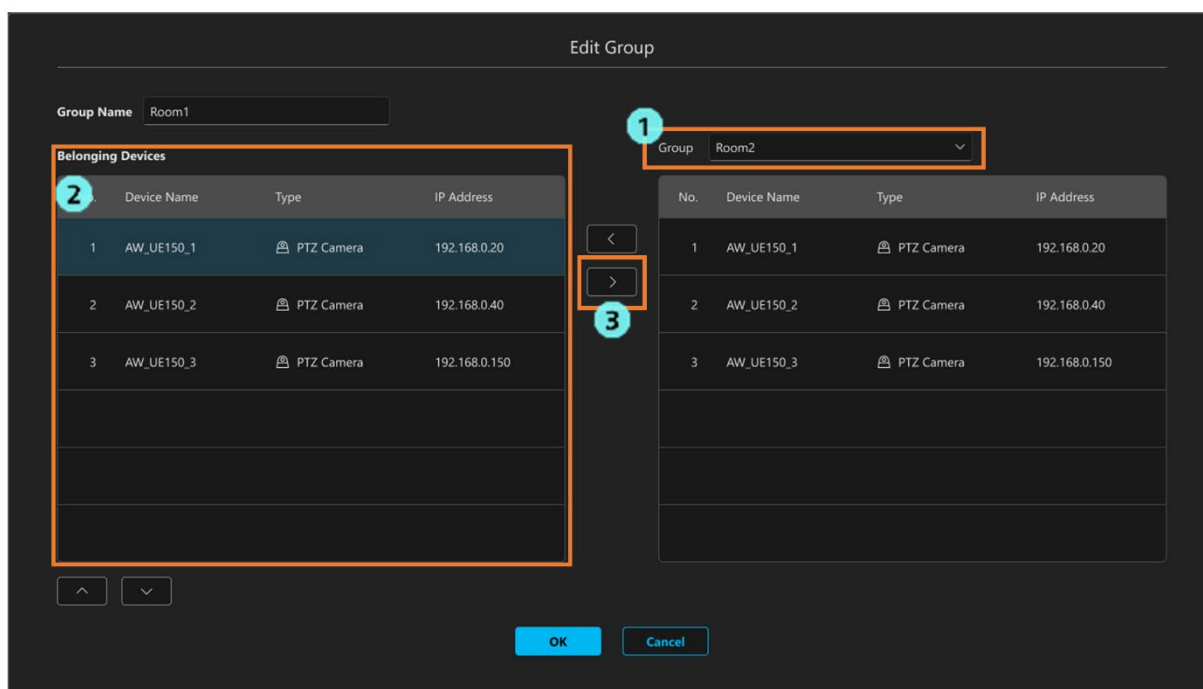 Edit Group
Group Name Room1
1
Group Room2
Belonging Devices
2 . Device Name Type IP Address
No. Device Name Type IP Address
1 AW_UE150_1 PTZ Camera 192.168.0.20
<
1 AW_UE150_1 PTZ Camera 192.168.0.20
>
2 AW_UE150_2 PTZ Camera 192.168.0.40
3
2 AW_UE150_2 PTZ Camera 192.168.0.40
3 AW_UE150_3 PTZ Camera 192.168.0.150
3 AW_UE150_3 PTZ Camera 192.168.0.150
OK Cancel